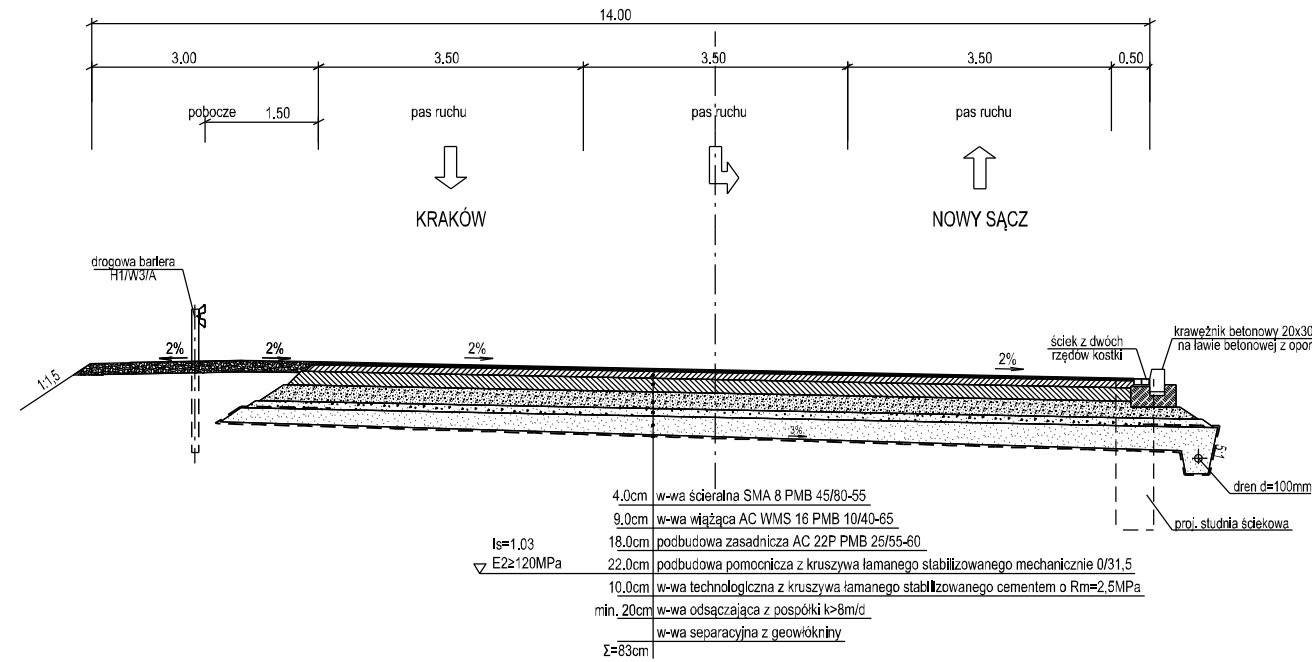 14.00
3.00 3.50 3.50 3.50 0.50
pobocze 1.50 pas ruchu pas ruchu pas ruchu
KRAKÓW NOWY SĄCZ
drogowa bariera
H1/W3/A
krawężnik betonowy 20x30
na ławie betonowej z opor
ściek z dwóch
rzędów kostki
2% 2% 2% 2%
1:1,5
3%
5:1
dren d=100mm
proj. studnia ściekowa
4.0cm w-wa ścieralna SMA 8 PMB 45/80-55
9.0cm w-wa wiążąca AC WMS 16 PMB 10/40-65
18.0cm podbudowa zasadnicza AC 22P PMB 25/55-60
Is=1.03
E2≥120MPa
22.0cm podbudowa pomocnicza z kruszywa łamanego stabilizowanego mechanicznie 0/31,5
10.0cm w-wa technologiczna z kruszywa łamanego stabilizowanego cementem o Rm=2,5MPa
min. 20cm w-wa odsączająca z pospółki k>8m/d
w-wa separacyjna z geowłókniny
Σ=83cm